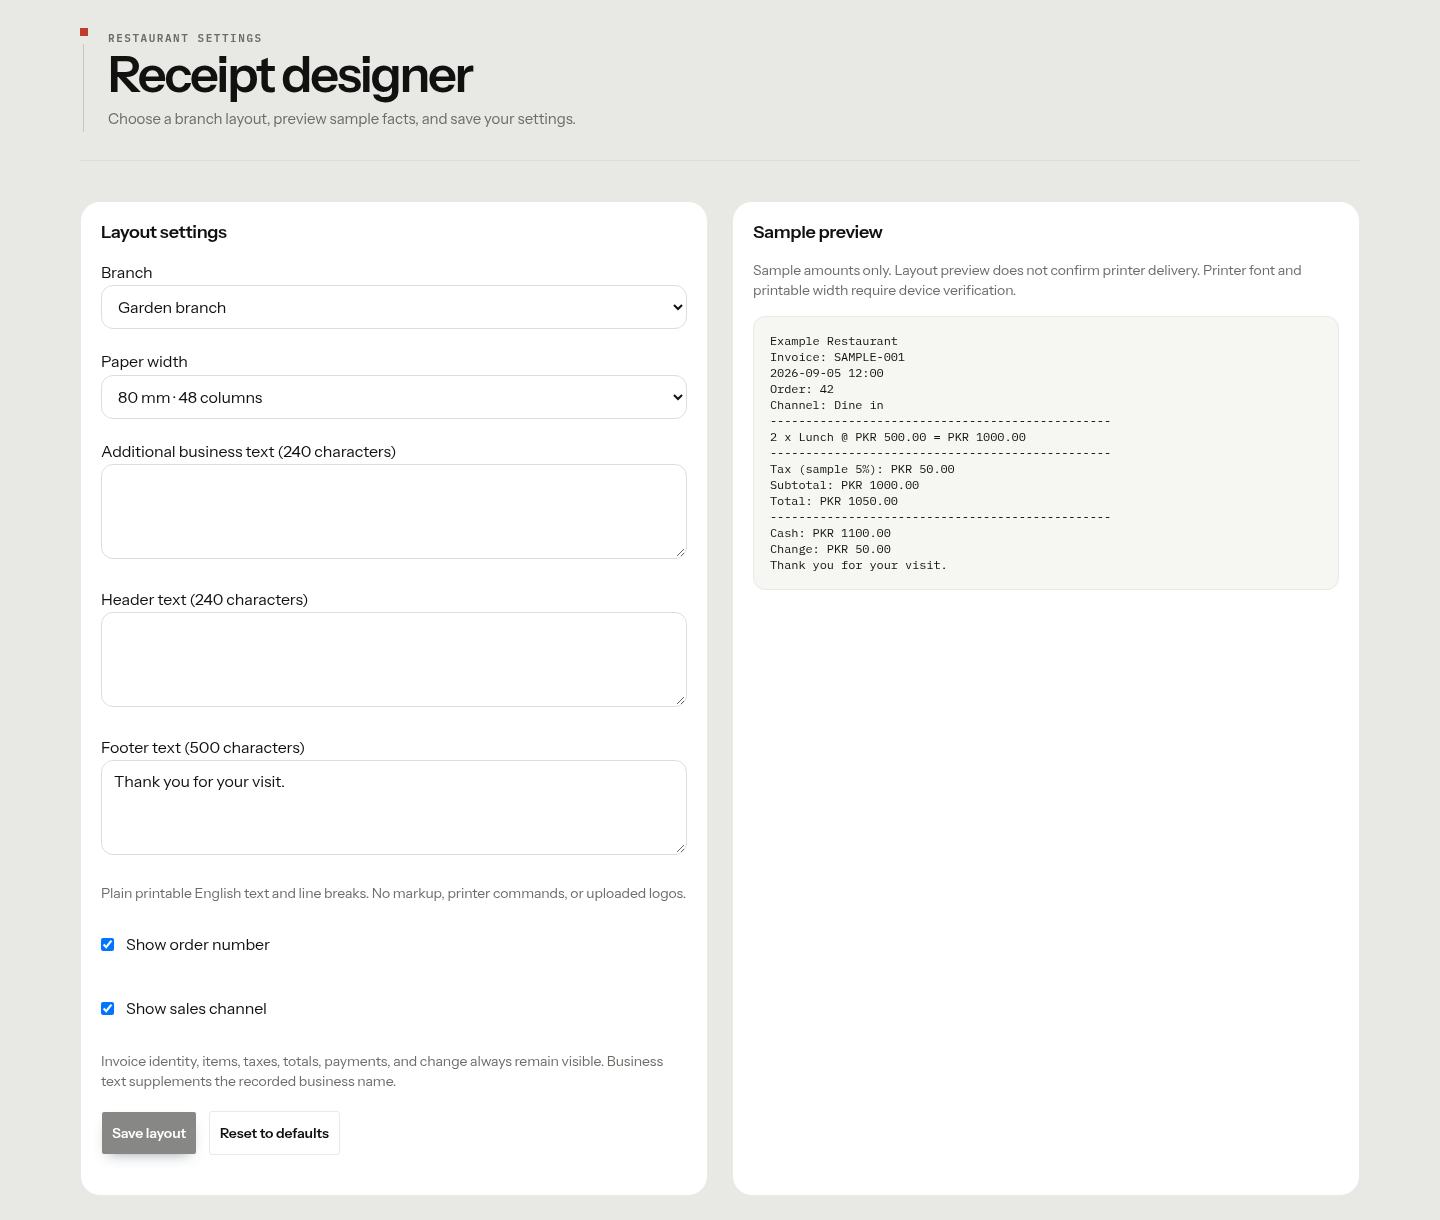 RESTAURANT SETTINGS
Receipt designer
Choose a branch layout, preview sample facts, and save your settings.
Layout settings
Branch
Garden branch
Paper width
80 mm · 48 columns
Additional business text (240 characters)
Header text (240 characters)
Footer text (500 characters)
Thank you for your visit.
Plain printable English text and line breaks. No markup, printer commands, or uploaded logos.
Show order number
Show sales channel
Invoice identity, items, taxes, totals, payments, and change always remain visible. Business
text supplements the recorded business name.
Save layout
Reset to defaults
Sample preview
Sample amounts only. Layout preview does not confirm printer delivery. Printer font and
printable width require device verification.
Example Restaurant
Invoice: SAMPLE-001
2026-09-05 12:00
Order: 42
Channel: Dine in
------------------------------------------------
2 x Lunch @ PKR 500.00 = PKR 1000.00
------------------------------------------------
Tax (sample 5%): PKR 50.00
Subtotal: PKR 1000.00
Total: PKR 1050.00
------------------------------------------------
Cash: PKR 1100.00
Change: PKR 50.00
Thank you for your visit.